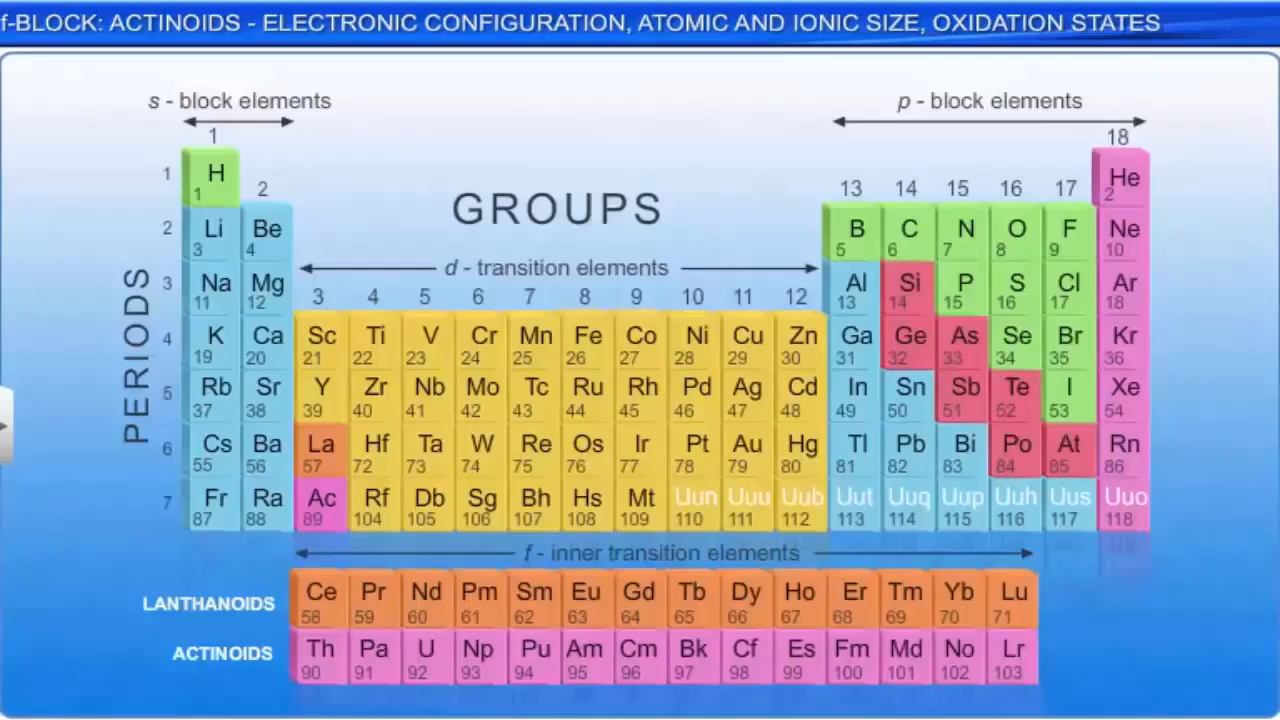 f-BLOCK: ACTINOIDS - ELECTRONIC CONFIGURATION, ATOMIC AND IONIC SIZE, OXIDATION STATES
s - block elements
p - block elements
1
18
1 H He
1 2
2 13 14 15 16 17
GROUPS
2 Li Be B C N O F Ne
3 4 5 6 7 8 9 10
d - transition elements
PERIODS
3 Na Mg Al Si P S Cl Ar
11 12 13 14 15 16 17 18
3 4 5 6 7 8 9 10 11 12
4 K Ca Sc Ti V Cr Mn Fe Co Ni Cu Zn Ga Ge As Se Br Kr
19 20 21 22 23 24 25 26 27 28 29 30 31 32 33 34 35 36
5 Rb Sr Y Zr Nb Mo Tc Ru Rh Pd Ag Cd In Sn Sb Te I Xe
37 38 39 40 41 42 43 44 45 46 47 48 49 50 51 52 53 54
6 Cs Ba La Hf Ta W Re Os Ir Pt Au Hg Tl Pb Bi Po At Rn
55 56 57 72 73 74 75 76 77 78 79 80 81 82 83 84 85 86
7 Fr Ra Ac Rf Db Sg Bh Hs Mt Uun Uuu Uub Uut Uuq Uup Uuh Uus Uuo
87 88 89 104 105 106 107 108 109 110 111 112 113 114 115 116 117 118
f - inner transition elements
LANTHANOIDS Ce Pr Nd Pm Sm Eu Gd Tb Dy Ho Er Tm Yb Lu
58 59 60 61 62 63 64 65 66 67 68 69 70 71
ACTINOIDS Th Pa U Np Pu Am Cm Bk Cf Es Fm Md No Lr
90 91 92 93 94 95 96 97 98 99 100 101 102 103